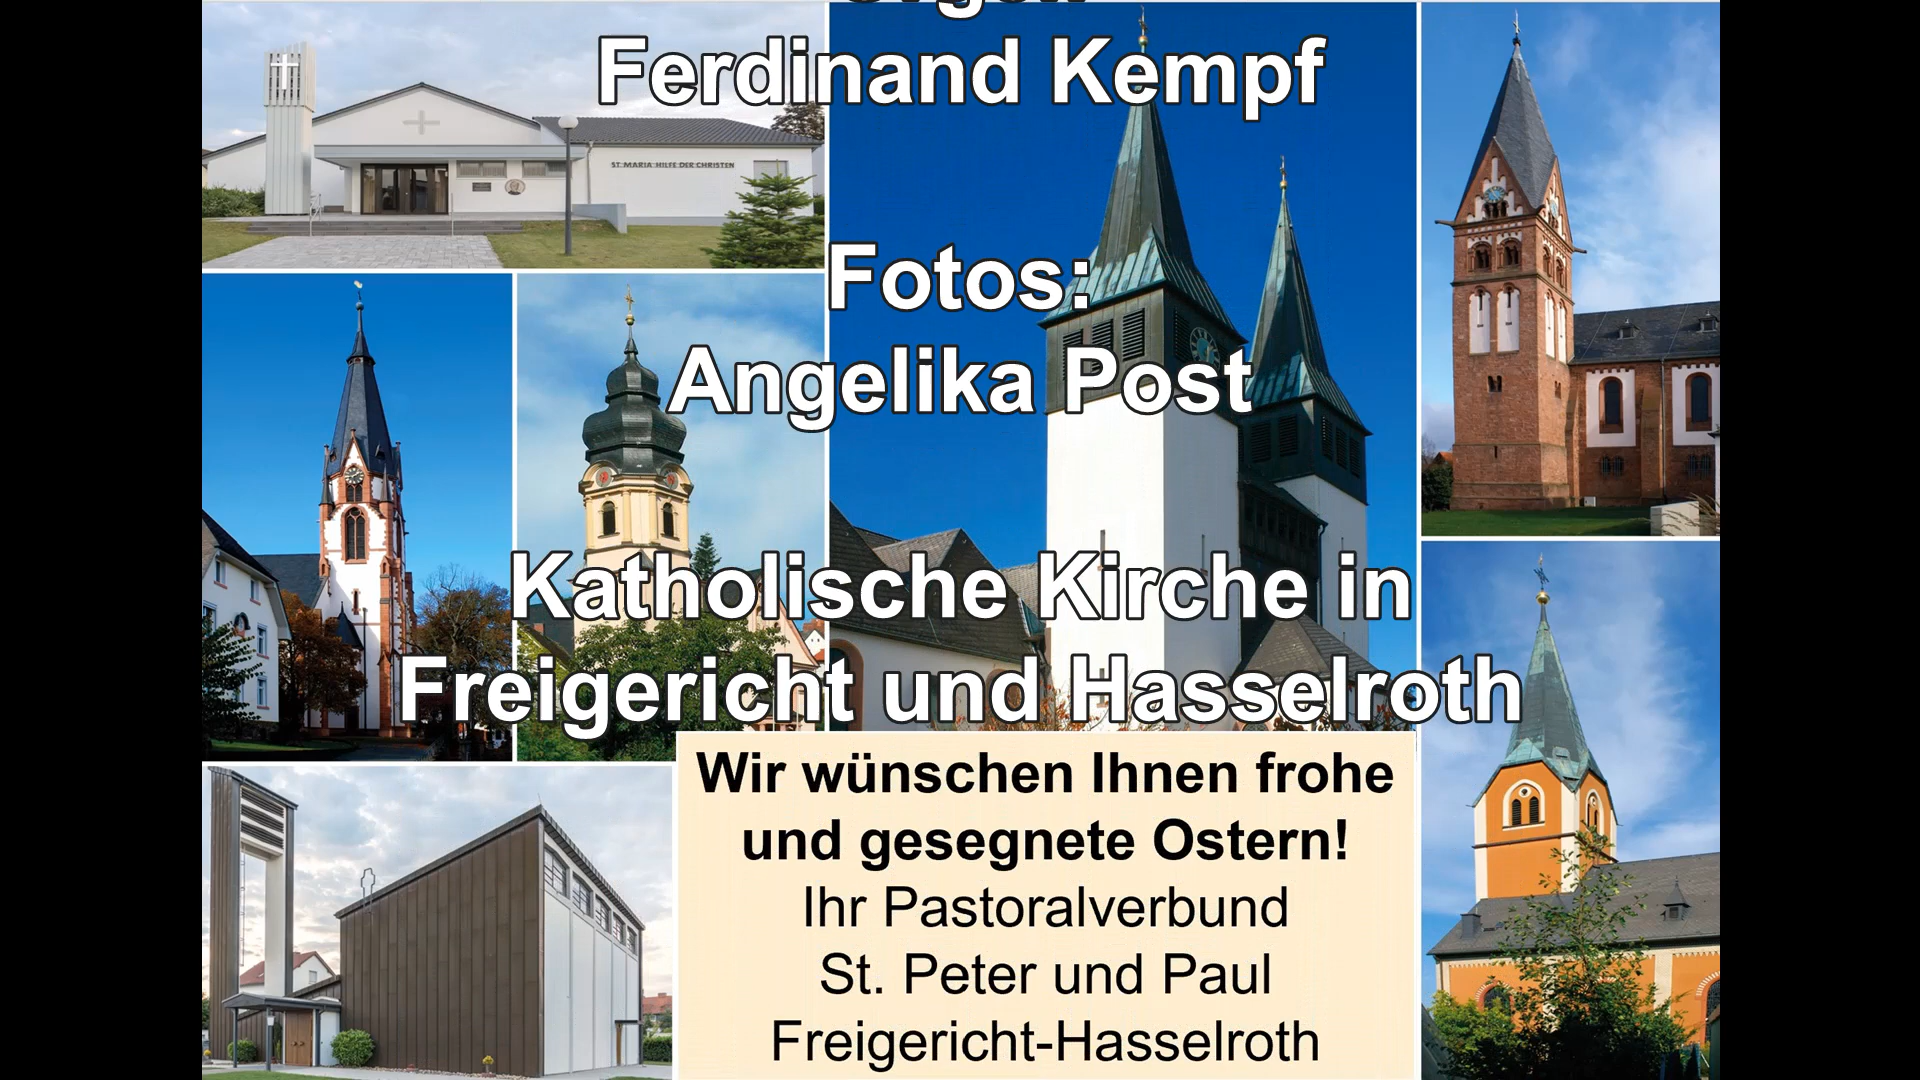 Ferdinand Kempf
ST. MARIA HILFE DER CHRISTEN
Fotos:
Angelika Post
Katholische Kirche in
Freigericht und Hasselroth
Wir wünschen Ihnen frohe
und gesegnete Ostern!
Ihr Pastoralverbund
St. Peter und Paul
Freigericht-Hasselroth